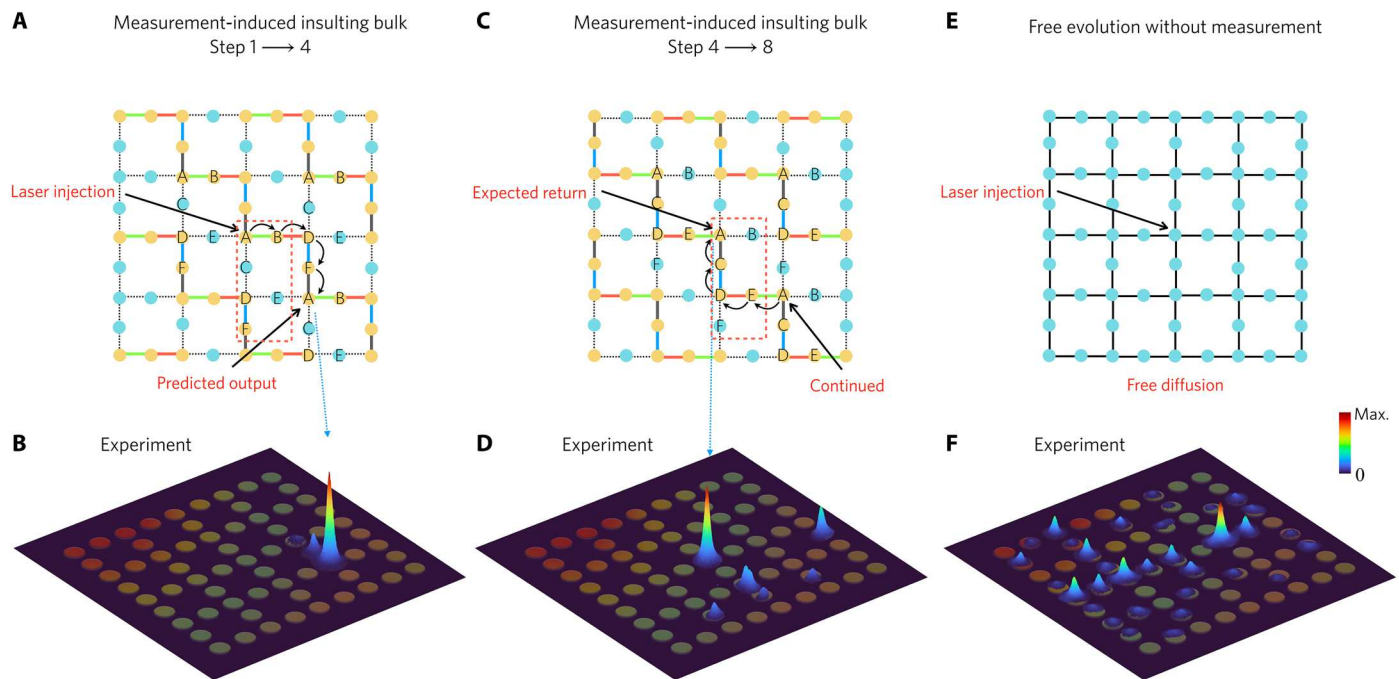 A
Measurement-induced insulting bulk
Step 1 ⟶ 4
C
Measurement-induced insulting bulk
Step 4 ⟶ 8
E
Free evolution without measurement
A B A B
Laser injection
C C
D E A B D E
F C F
D E A B
F C
D E
Predicted output
A B A B
Expected return
C C
D E A B D E
F C F
D E A B
F C
D E
Continued
Laser injection
Free diffusion
B
Experiment
D
Experiment
F
Experiment
Max.
0